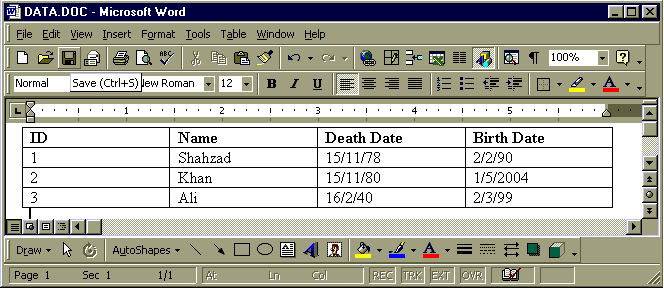 DATA.DOC - Microsoft Word
File Edit View Insert Format Tools Table Window Help
100%
Normal Save (Ctrl+S) New Roman 12 B I U
1 2 3 4 5
ID Name Death Date Birth Date
1 Shahzad 15/11/78 2/2/90
2 Khan 15/11/80 1/5/2004
3 Ali 16/2/40 2/3/99
Draw AutoShapes
Page 1 Sec 1 1/1 At Ln Col REC TRK EXT OVR